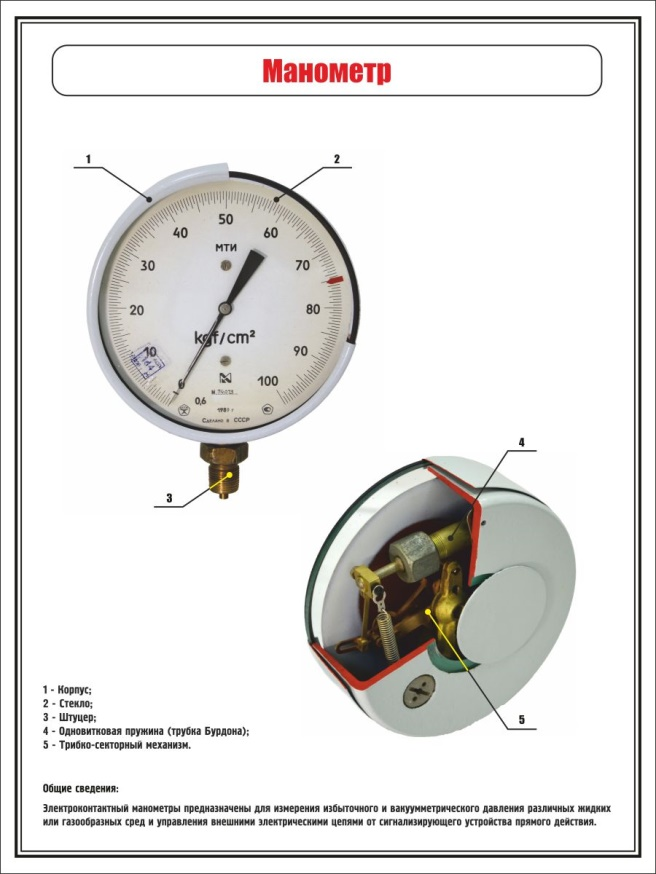 Манометр
1
2
50
40
60
МТИ
30
70
20
80
kgf/cm²
10
90
100
0
0,6
Сделано в СССР
3
4
5
1 - Корпус;
2 - Стекло;
3 - Штуцер;
4 - Одновитковая пружина (трубка Бурдона);
5 - Трибко-секторный механизм.
Общие сведения:
Электроконтактный манометры предназначены для измерения избыточного и вакуумметрического давления различных жидких
или газообразных сред и управления внешними электрическими цепями от сигнализирующего устройства прямого действия.